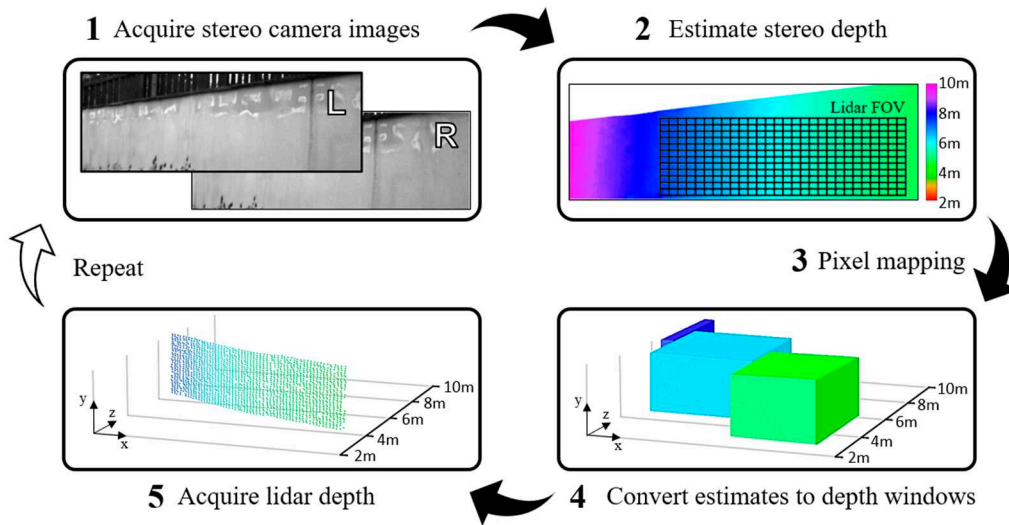 1 Acquire stereo camera images
2 Estimate stereo depth
L
R
Lidar FOV
10m
8m
6m
4m
2m
3 Pixel mapping
Repeat
y
z
x
10m
8m
6m
4m
2m
y
z
x
10m
8m
6m
4m
2m
5 Acquire lidar depth
4 Convert estimates to depth windows